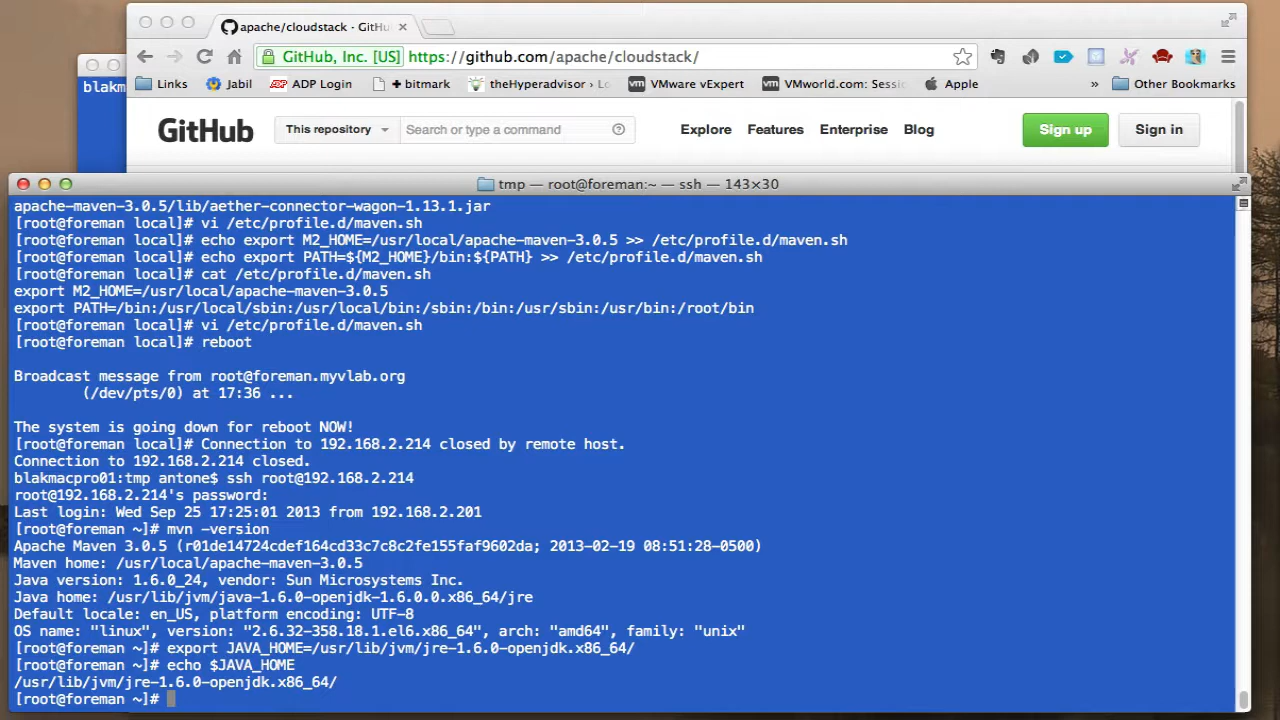 apache/cloudstack · GitHu
GitHub, Inc. [US] https://github.com/apache/cloudstack/
Links Jabil ADP Login + bitmark theHyperadvisor › Lo VMware vExpert VMworld.com: Sessi Apple » Other Bookmarks
blakm
GitHub This repository Search or type a command Explore Features Enterprise Blog Sign up Sign in
tmp — root@foreman:~ — ssh — 143×30
apache-maven-3.0.5/lib/aether-connector-wagon-1.13.1.jar
[root@foreman local]# vi /etc/profile.d/maven.sh
[root@foreman local]# echo export M2_HOME=/usr/local/apache-maven-3.0.5 >> /etc/profile.d/maven.sh
[root@foreman local]# echo export PATH=${M2_HOME}/bin:${PATH} >> /etc/profile.d/maven.sh
[root@foreman local]# cat /etc/profile.d/maven.sh
export M2_HOME=/usr/local/apache-maven-3.0.5
export PATH=/bin:/usr/local/sbin:/usr/local/bin:/sbin:/bin:/usr/sbin:/usr/bin:/root/bin
[root@foreman local]# vi /etc/profile.d/maven.sh
[root@foreman local]# reboot
Broadcast message from root@foreman.myvlab.org
(/dev/pts/0) at 17:36 ...
The system is going down for reboot NOW!
[root@foreman local]# Connection to 192.168.2.214 closed by remote host.
Connection to 192.168.2.214 closed.
blakmacpro01:tmp antone$ ssh root@192.168.2.214
root@192.168.2.214's password:
Last login: Wed Sep 25 17:25:01 2013 from 192.168.2.201
[root@foreman ~]# mvn -version
Apache Maven 3.0.5 (r01de14724cdef164cd33c7c8c2fe155faf9602da; 2013-02-19 08:51:28-0500)
Maven home: /usr/local/apache-maven-3.0.5
Java version: 1.6.0_24, vendor: Sun Microsystems Inc.
Java home: /usr/lib/jvm/java-1.6.0-openjdk-1.6.0.0.x86_64/jre
Default locale: en_US, platform encoding: UTF-8
OS name: "linux", version: "2.6.32-358.18.1.el6.x86_64", arch: "amd64", family: "unix"
[root@foreman ~]# export JAVA_HOME=/usr/lib/jvm/jre-1.6.0-openjdk.x86_64/
[root@foreman ~]# echo $JAVA_HOME
/usr/lib/jvm/jre-1.6.0-openjdk.x86_64/
[root@foreman ~]#